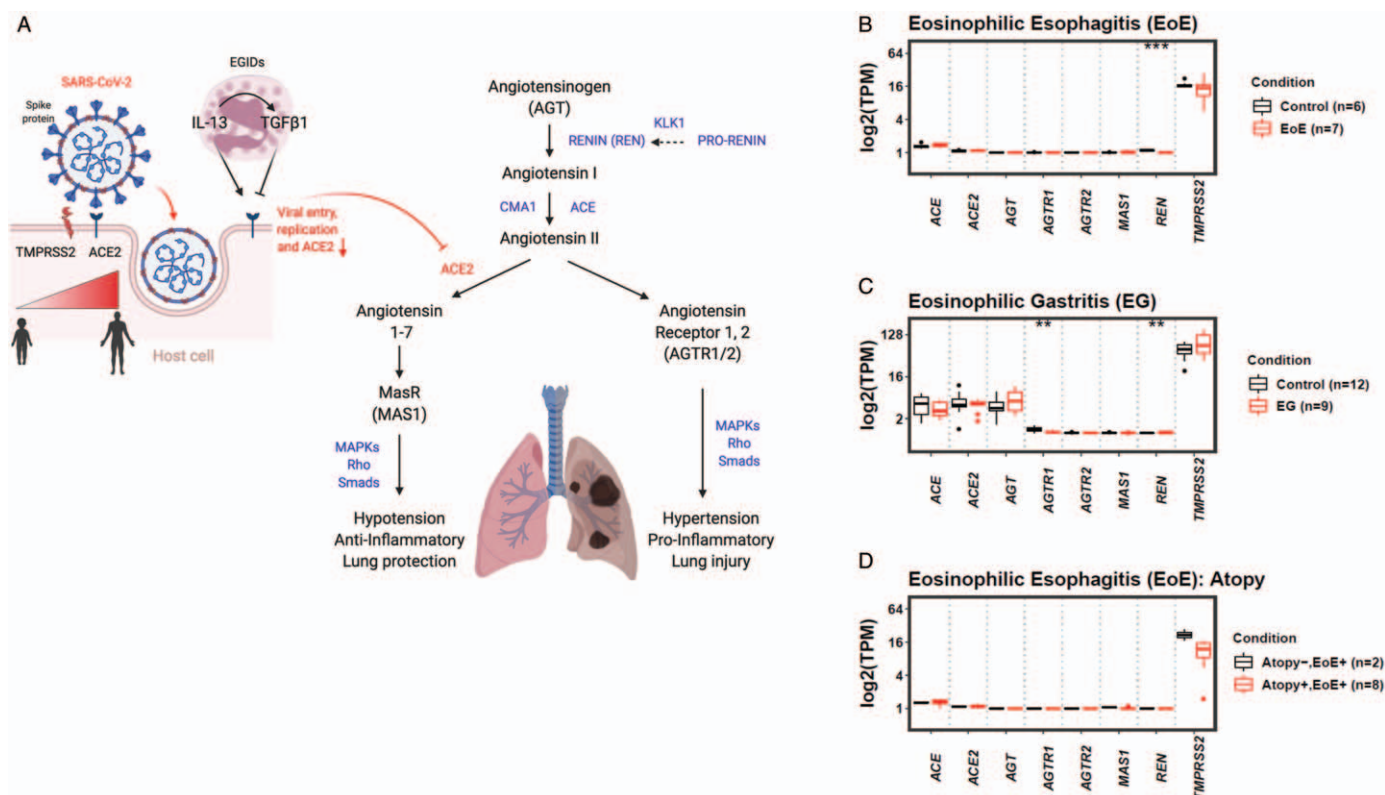 A
SARS-CoV-2
Spike
protein
EGIDs
IL-13
TGFβ1
TMPRSS2
ACE2
Viral entry,
replication
and ACE2
Host cell
ACE2
Angiotensinogen
(AGT)
KLK1
RENIN (REN)
PRO-RENIN
Angiotensin I
CMA1
ACE
Angiotensin II
Angiotensin
1-7
MasR
(MAS1)
MAPKs
Rho
Smads
Hypotension
Anti-Inflammatory
Lung protection
Angiotensin
Receptor 1, 2
(AGTR1/2)
MAPKs
Rho
Smads
Hypertension
Pro-Inflammatory
Lung injury
B
Eosinophilic Esophagitis (EoE)
***
log2(TPM)
64
16
4
1
ACE
ACE2
AGT
AGTR1
AGTR2
MAS1
REN
TMPRSS2
Condition
Control (n=6)
EoE (n=7)
C
Eosinophilic Gastritis (EG)
**
**
log2(TPM)
128
16
2
ACE
ACE2
AGT
AGTR1
AGTR2
MAS1
REN
TMPRSS2
Condition
Control (n=12)
EG (n=9)
D
Eosinophilic Esophagitis (EoE): Atopy
log2(TPM)
64
16
4
1
ACE
ACE2
AGT
AGTR1
AGTR2
MAS1
REN
TMPRSS2
Condition
Atopy−,EoE+ (n=2)
Atopy+,EoE+ (n=8)